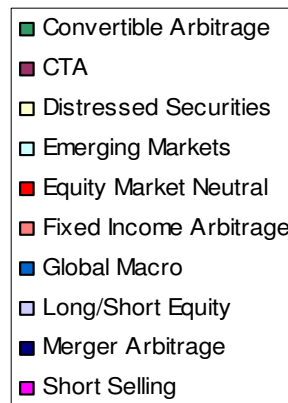 Convertible Arbitrage
CTA
Distressed Securities
Emerging Markets
Equity Market Neutral
Fixed Income Arbitrage
Global Macro
Long/Short Equity
Merger Arbitrage
Short Selling